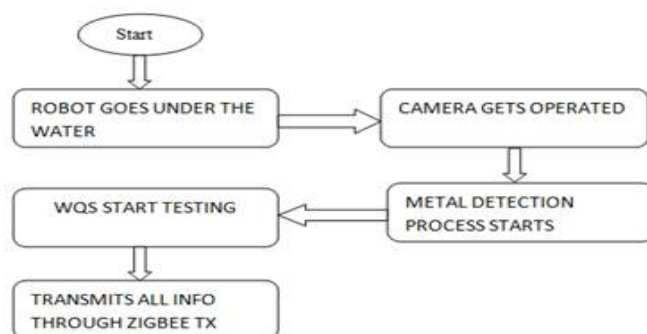 Start
ROBOT GOES UNDER THE
WATER
CAMERA GETS OPERATED
METAL DETECTION
PROCESS STARTS
WQS START TESTING
TRANSMITS ALL INFO
THROUGH ZIGBEE TX